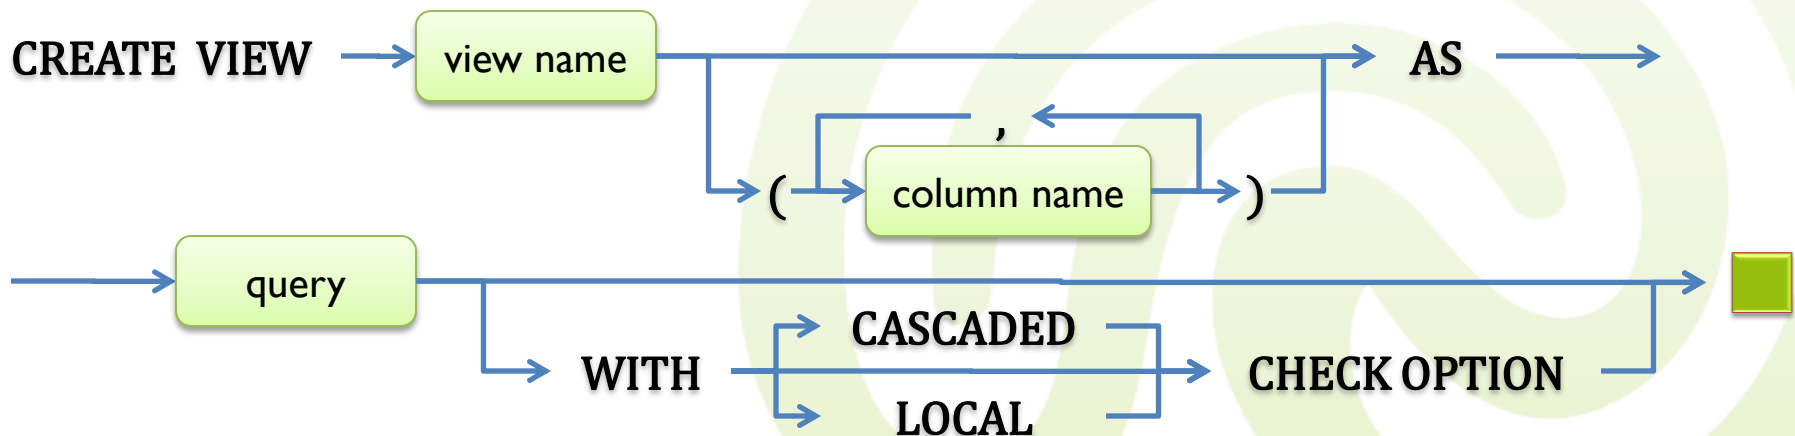 CREATE VIEW view name AS
,
( column name )
query
CASCADED
WITH CHECK OPTION
LOCAL